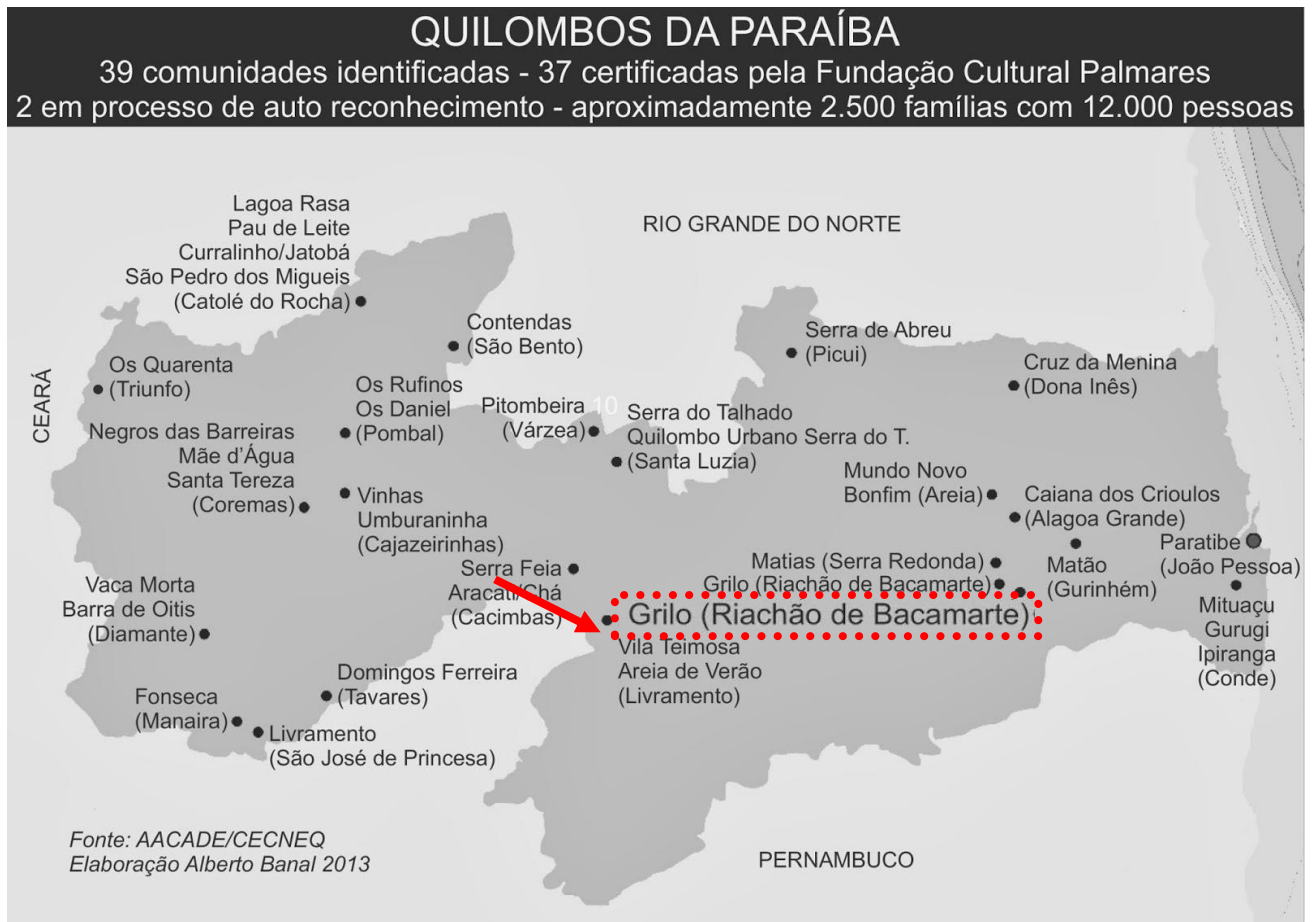 QUILOMBOS DA PARAÍBA
39 comunidades identificadas - 37 certificadas pela Fundação Cultural Palmares
2 em processo de auto reconhecimento - aproximadamente 2.500 famílias com 12.000 pessoas
Lagoa Rasa
Pau de Leite
Curralinho/Jatobá
São Pedro dos Migueis
(Catolé do Rocha)
RIO GRANDE DO NORTE
Contendas
(São Bento)
Serra de Abreu
(Picui)
Cruz da Menina
(Dona Inês)
CEARÁ
Os Quarenta
(Triunfo)
Os Rufinos
Os Daniel
(Pombal)
Pitombeira
(Várzea)
10
Serra do Talhado
Quilombo Urbano Serra do T.
(Santa Luzia)
Negros das Barreiras
Mãe d'Água
Santa Tereza
(Coremas)
Vinhas
Umburaninha
(Cajazeirinhas)
Mundo Novo
Bonfim (Areia)
Caiana dos Crioulos
(Alagoa Grande)
Paratibe
(João Pessoa)
Matão
(Gurinhém)
Matias (Serra Redonda)
Grilo (Riachão de Bacamarte)
Grilo (Riachão de Bacamarte)
Serra Feia
Aracati/Chá
(Cacimbas)
Vila Teimosa
Areia de Verão
(Livramento)
Mituaçu
Gurugi
Ipiranga
(Conde)
Vaca Morta
Barra de Oitis
(Diamante)
Domingos Ferreira
(Tavares)
Fonseca
(Manaira)
Livramento
(São José de Princesa)
Fonte: AACADE/CECNEQ
Elaboração Alberto Banal 2013
PERNAMBUCO